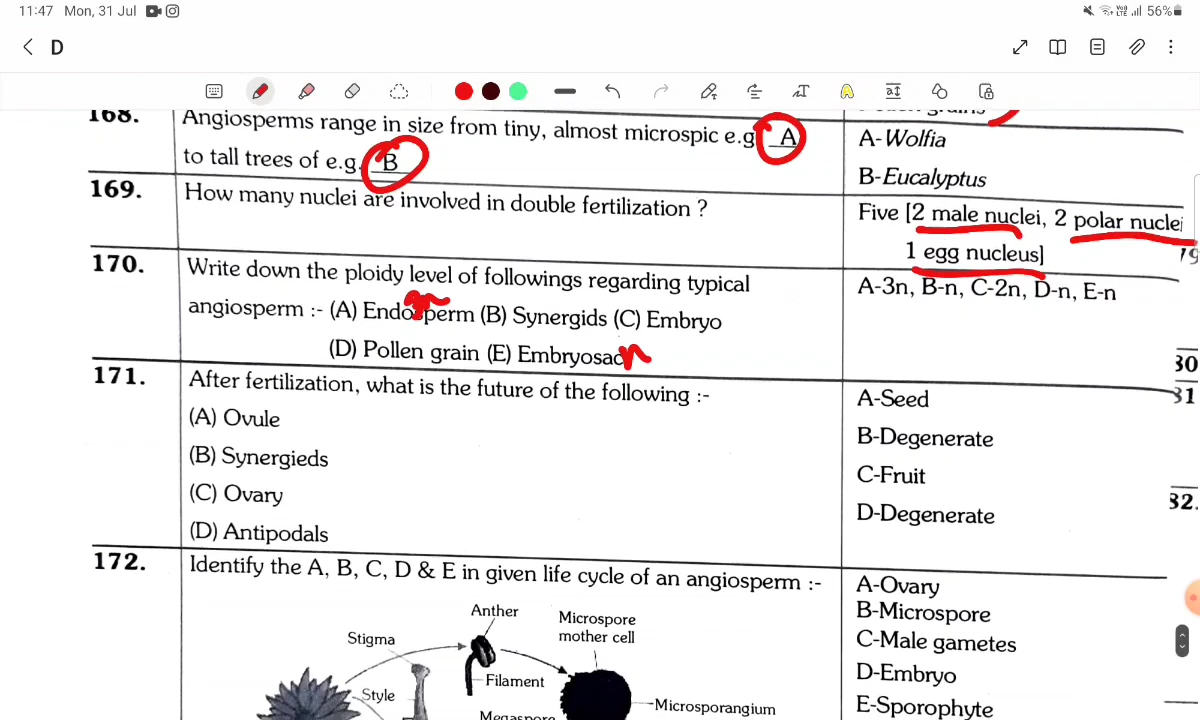 11:47 Mon, 31 Jul
Vo) LTE 56%
D
168.
Angiosperms range in size from tiny, almost microspic e.g. A
to tall trees of e.g. B
A-Wolfia
B-Eucalyptus
169.
How many nuclei are involved in double fertilization ?
Five [2 male nuclei, 2 polar nuclei
1 egg nucleus]
170.
Write down the ploidy level of followings regarding typical
angiosperm :- (A) Endosperm (B) Synergids (C) Embryo
(D) Pollen grain (E) Embryosac
n
A-3n, B-n, C-2n, D-n, E-n
30
171.
After fertilization, what is the future of the following :-
(A) Ovule
(B) Synergieds
(C) Ovary
(D) Antipodals
A-Seed
B-Degenerate
C-Fruit
D-Degenerate
31
32.
172.
Identify the A, B, C, D & E in given life cycle of an angiosperm :-
A-Ovary
B-Microspore
C-Male gametes
D-Embryo
E-Sporophyte
Anther
Microspore
mother cell
Stigma
Filament
Style
Microsporangium